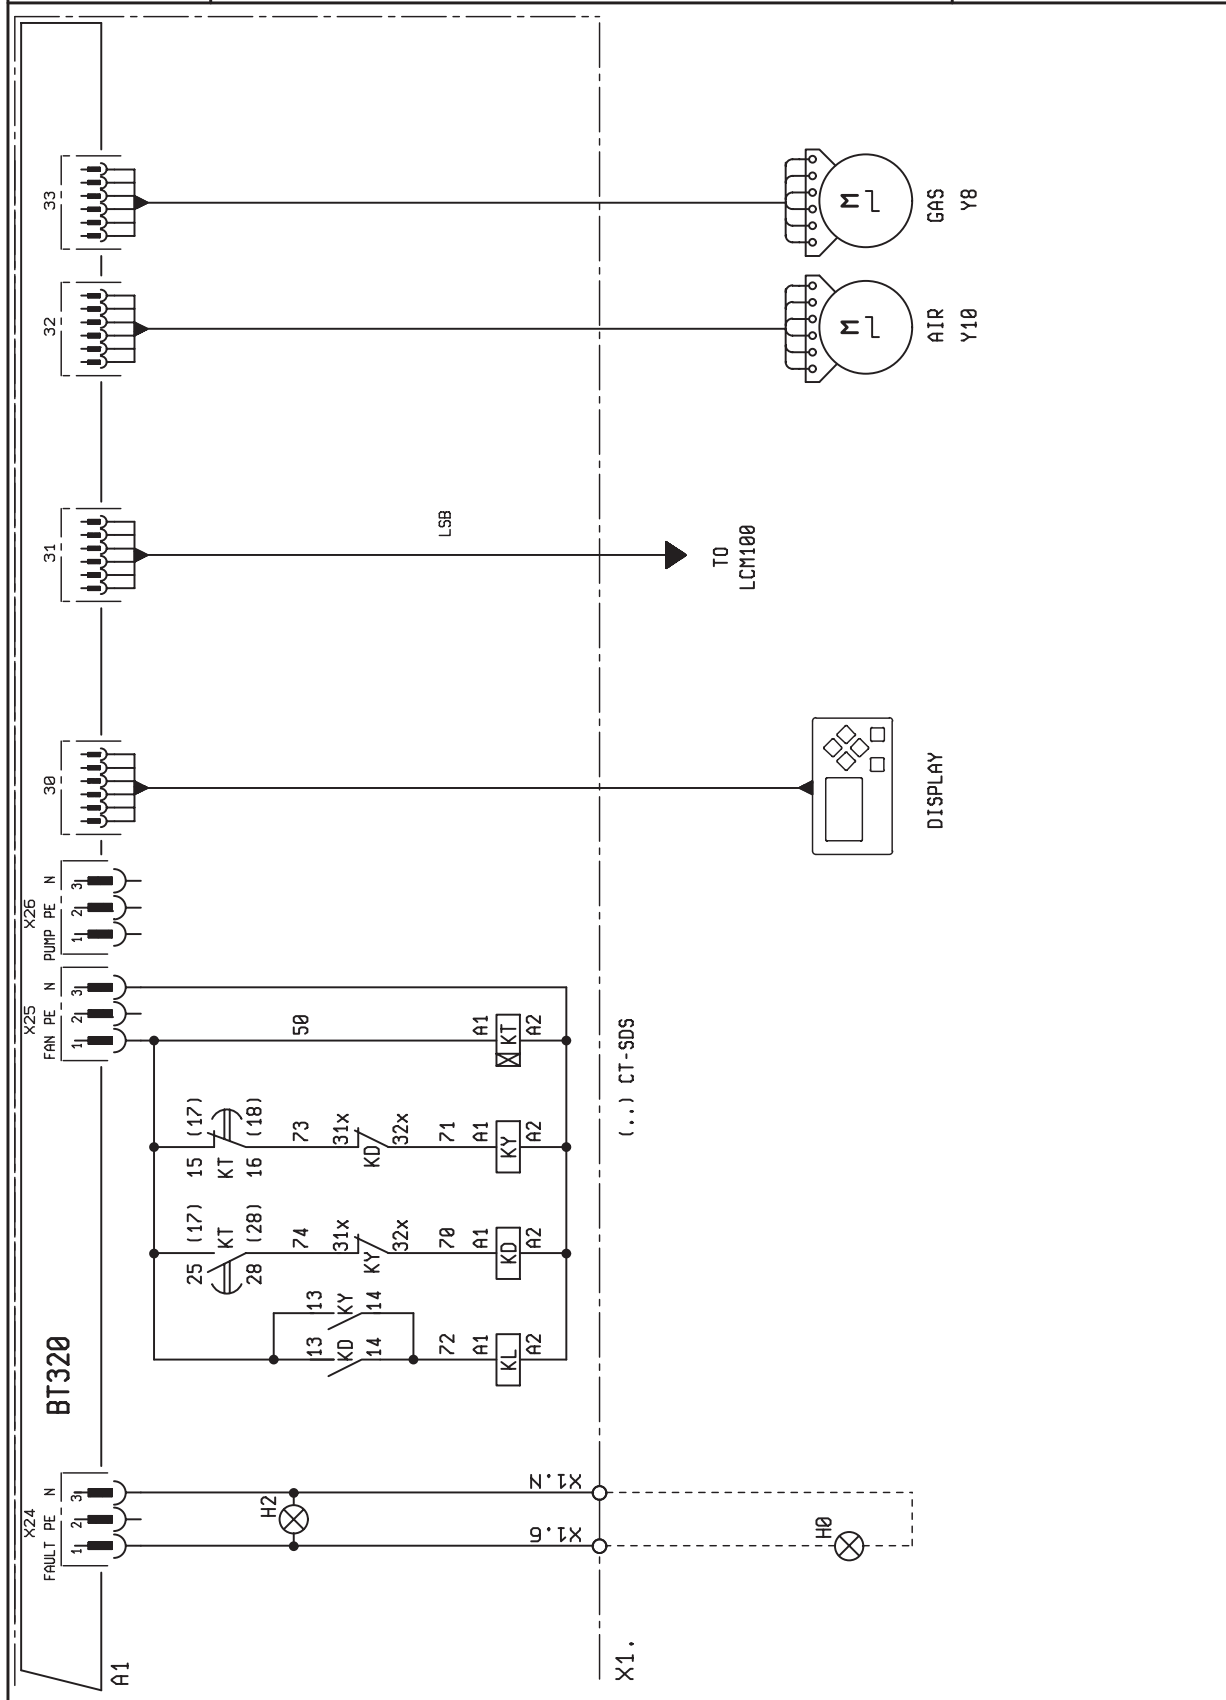 BT320
A1
X24
FAULT PE N
1 2 3
X25
FAN PE N
1 2 3
X26
PUMP PE N
1 2 3
30
31
32
33
H2
X1.6
X1.N
H0
X1.
13
KD
14
13
KY
14
72
A1
KL
A2
25 (17)
KT
28 (28)
74
31x
KY
32x
70
A1
KD
A2
15 (17)
KT
16 (18)
73
31x
KD
32x
71
A1
KY
A2
50
A1
KT
A2
(..) CT-SDS
DISPLAY
LSB
TO
LCM100
M
AIR
Y10
M
GAS
Y8